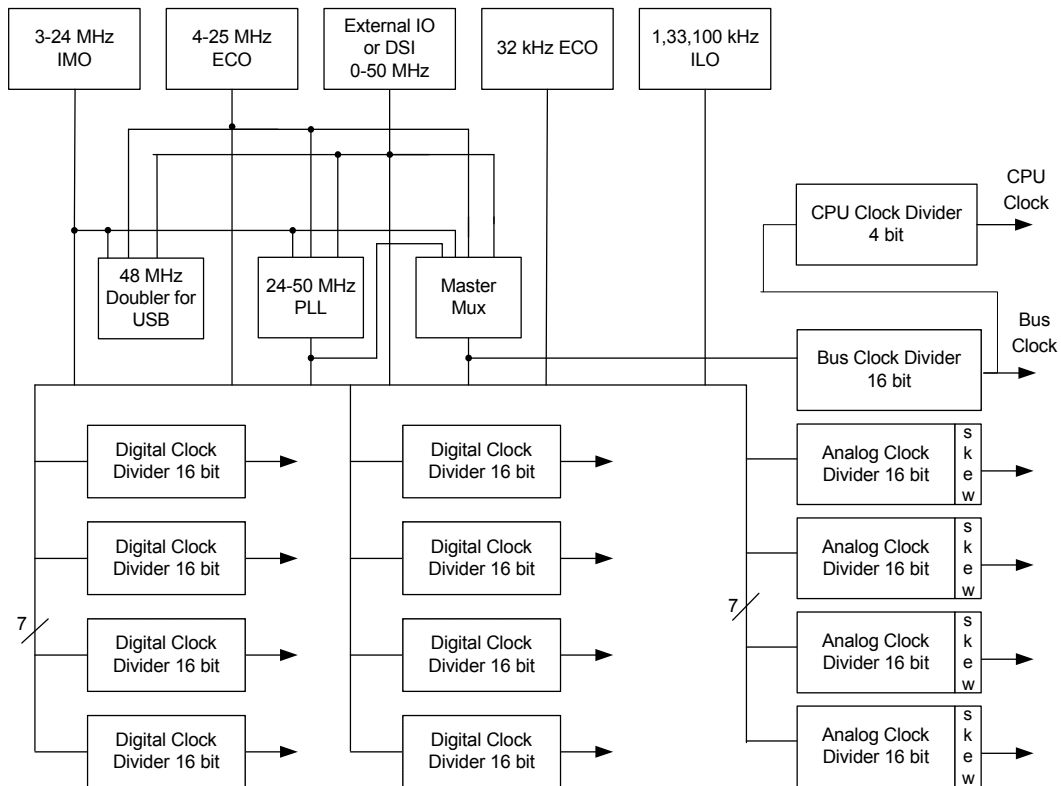 3-24 MHz
IMO
4-25 MHz
ECO
External IO
or DSI
0-50 MHz
32 kHz ECO
1,33,100 kHz
ILO
CPU
Clock
CPU Clock Divider
4 bit
48 MHz
Doubler for
USB
24-50 MHz
PLL
Master
Mux
Bus
Clock
Bus Clock Divider
16 bit
Digital Clock
Divider 16 bit
Digital Clock
Divider 16 bit
Analog Clock
Divider 16 bit
s
k
e
w
Digital Clock
Divider 16 bit
Digital Clock
Divider 16 bit
Analog Clock
Divider 16 bit
s
k
e
w
7
7
Digital Clock
Divider 16 bit
Digital Clock
Divider 16 bit
Analog Clock
Divider 16 bit
s
k
e
w
Digital Clock
Divider 16 bit
Digital Clock
Divider 16 bit
Analog Clock
Divider 16 bit
s
k
e
w